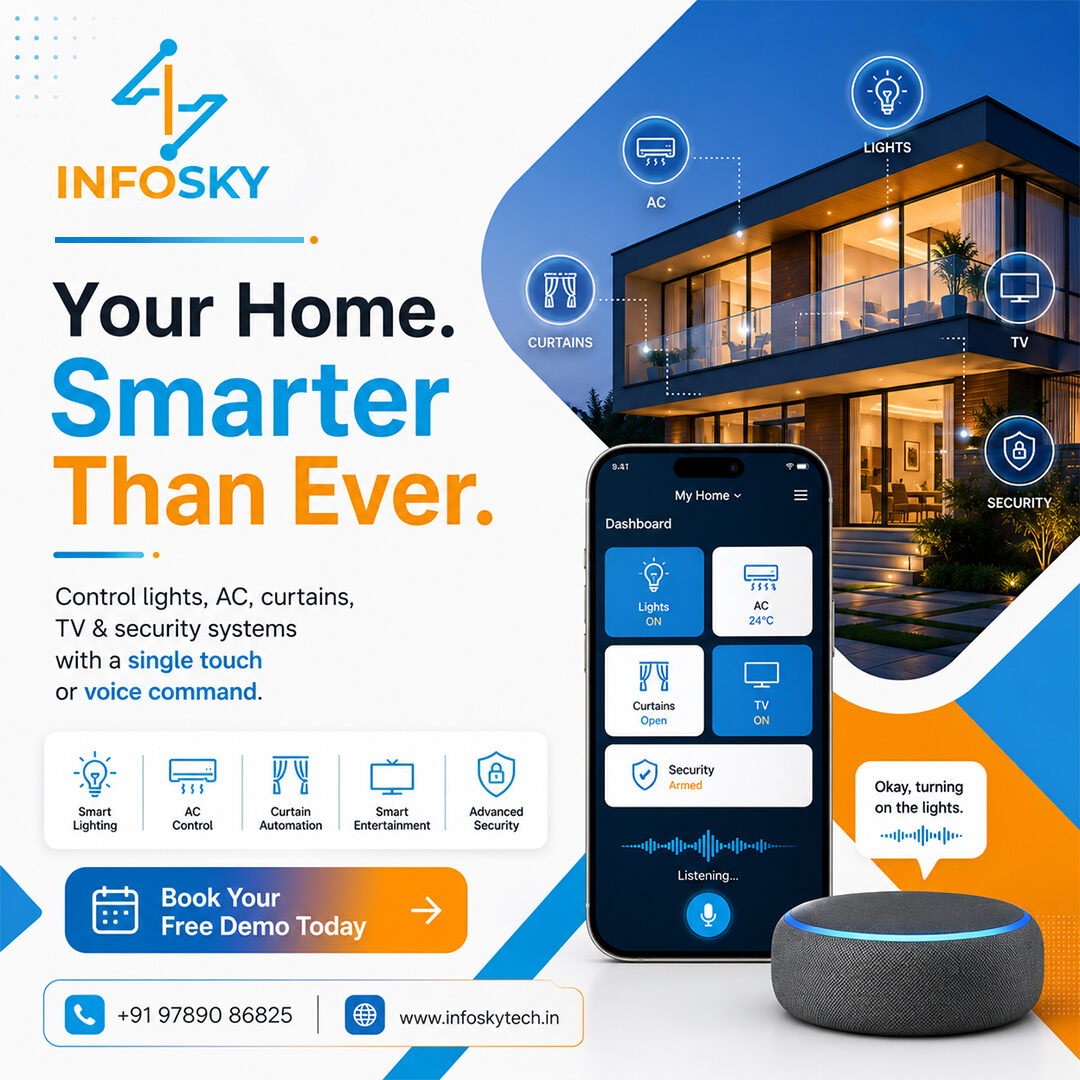 INFOSKY
Your Home.
Smarter
Than Ever.
Control lights, AC, curtains,
TV & security systems
with a single touch
or voice command.
Smart
Lighting
AC
Control
Curtain
Automation
Smart
Entertainment
Advanced
Security
Book Your
Free Demo Today
+91 97890 86825
www.infoskytech.in
LIGHTS
AC
CURTAINS
TV
SECURITY
9:41
My Home
Dashboard
Lights
ON
AC
24°C
Curtains
Open
TV
ON
Security
Armed
Listening...
Okay, turning
on the lights.